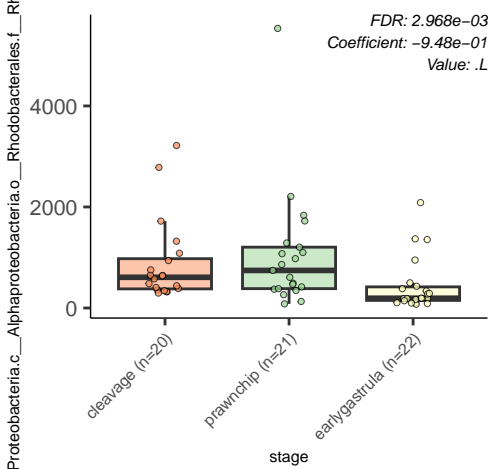 FDR: 2.968e−03
Coefficient: −9.48e−01
Value: .L
Proteobacteria.c__Alphaproteobacteria.o__Rhodobacterales.f__Rh
4000
2000
0
cleavage (n=20)
prawnchip (n=21)
earlygastrula (n=22)
stage